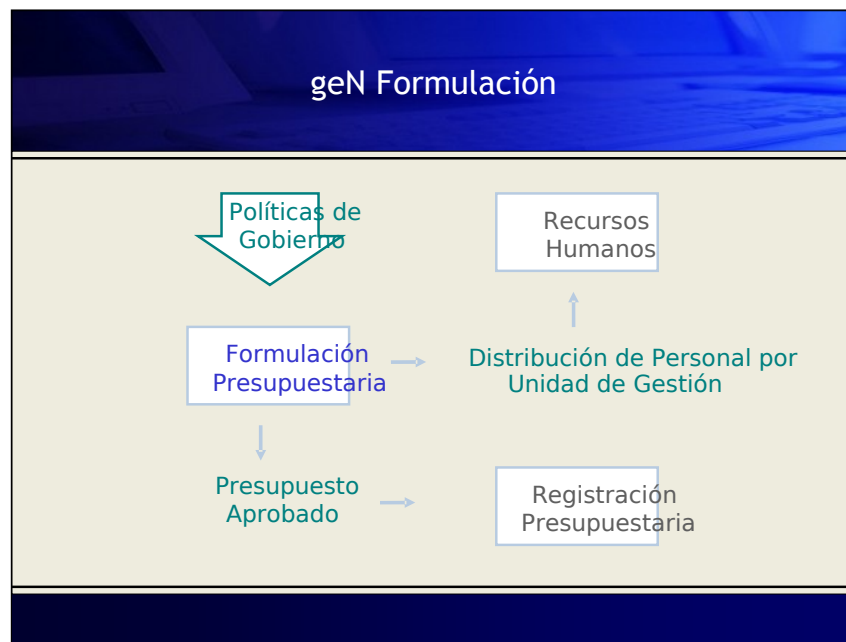 geN Formulación
Políticas de
Gobierno
Recursos
Humanos
Formulación
Presupuestaria
Distribución de Personal por
Unidad de Gestión
Presupuesto
Aprobado
Registración
Presupuestaria